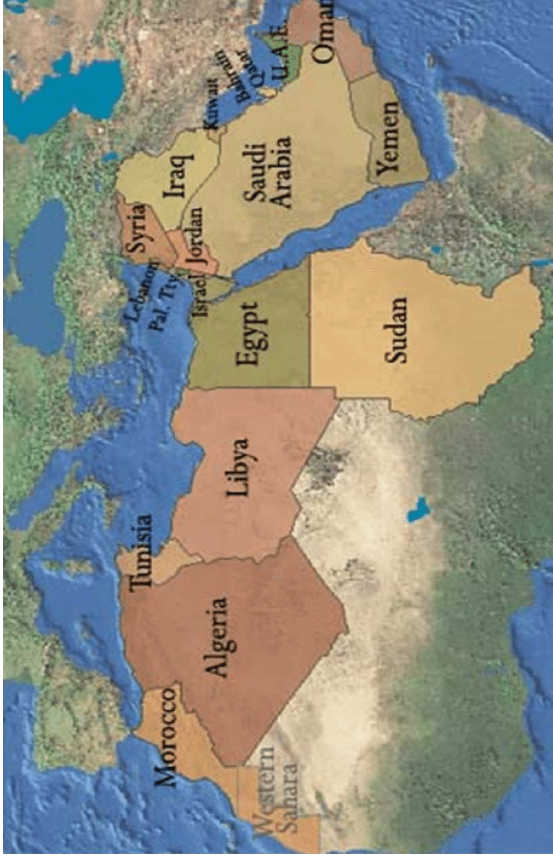 Morocco
Western
Sahara
Algeria
Tunisia
Libya
Egypt
Sudan
Israel
Pal. Tty.
Lebanon
Syria
Jordan
Iraq
Kuwait
Saudi
Arabia
Bahrain
Qatar
U.A.E.
Oman
Yemen